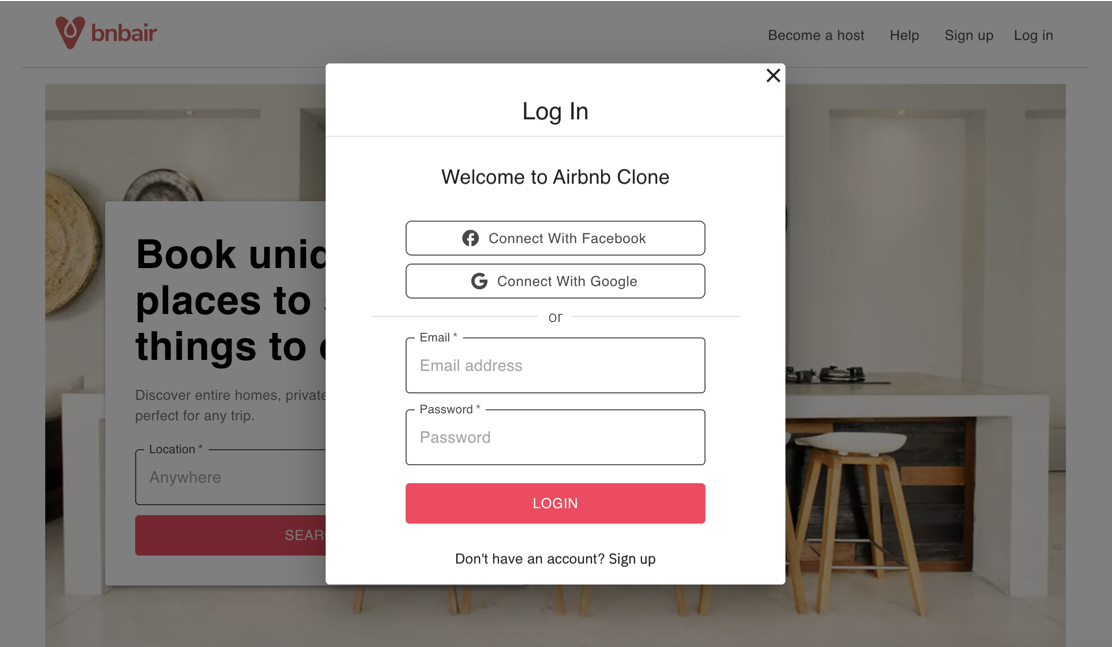 bnbair
Become a host
Help
Sign up
Log in
Log In
Welcome to Airbnb Clone
Connect With Facebook
Connect With Google
or
Email *
Email address
Password *
Password
LOGIN
Don't have an account? Sign up
Book
places to
things to
Discover entire homes, private
perfect for any trip.
Location *
Anywhere